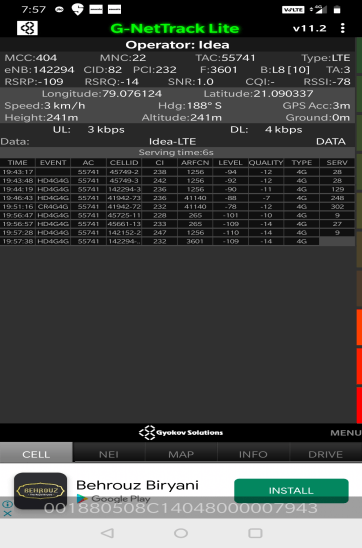 7:57
G-NetTrack Lite
v11.2
Operator: Idea
MCC:404 MNC:22 TAC:55741 Type:LTE
eNB:142294 CID:82 PCI:232 B:L8 [10] TA:3
RSRP:-109 RSRQ:-14 SNR:1.0 F:3601 CQI:- RSSI:-78
Longitude:79.076124 Latitude:21.090337
Speed:3 km/h Hdg:188° S GPS Acc:3m
Height:241m Altitude:241m Ground:0m
UL: 3 kbps DL: 4 kbps
Data: Idea-LTE DATA
Serving time:6s
TIME EVENT AC CELLID CI ARFCN LEVEL QUALITY TYPE SERV
19:43:17 55741 45749-2 238 1256 -94 -12 4G 28
19:43:48 HD4G4G 55741 45749-3 242 1256 -92 -12 4G 28
19:44:19 HD4G4G 55741 142294-3 236 1256 -90 -11 4G 129
19:46:43 HD4G4G 55741 41942-73 236 41140 -88 -7 4G 248
19:51:16 CR4G4G 55741 41942-72 232 41140 -78 -12 4G 302
19:56:47 HD4G4G 55741 45725-11 228 265 -101 -10 4G 9
19:56:57 HD4G4G 55741 45661-13 233 265 -109 -14 4G 27
19:57:28 HD4G4G 55741 142152-2 247 1256 -110 -14 4G 9
19:57:38 HD4G4G 55741 142294-.. 232 3601 -109 -14 4G
Gyokov Solutions
MENU
CELL NEI MAP INFO DRIVE
BEHROUZ
Behrouz Biryani
Google Play
INSTALL
001880508C14048000007943